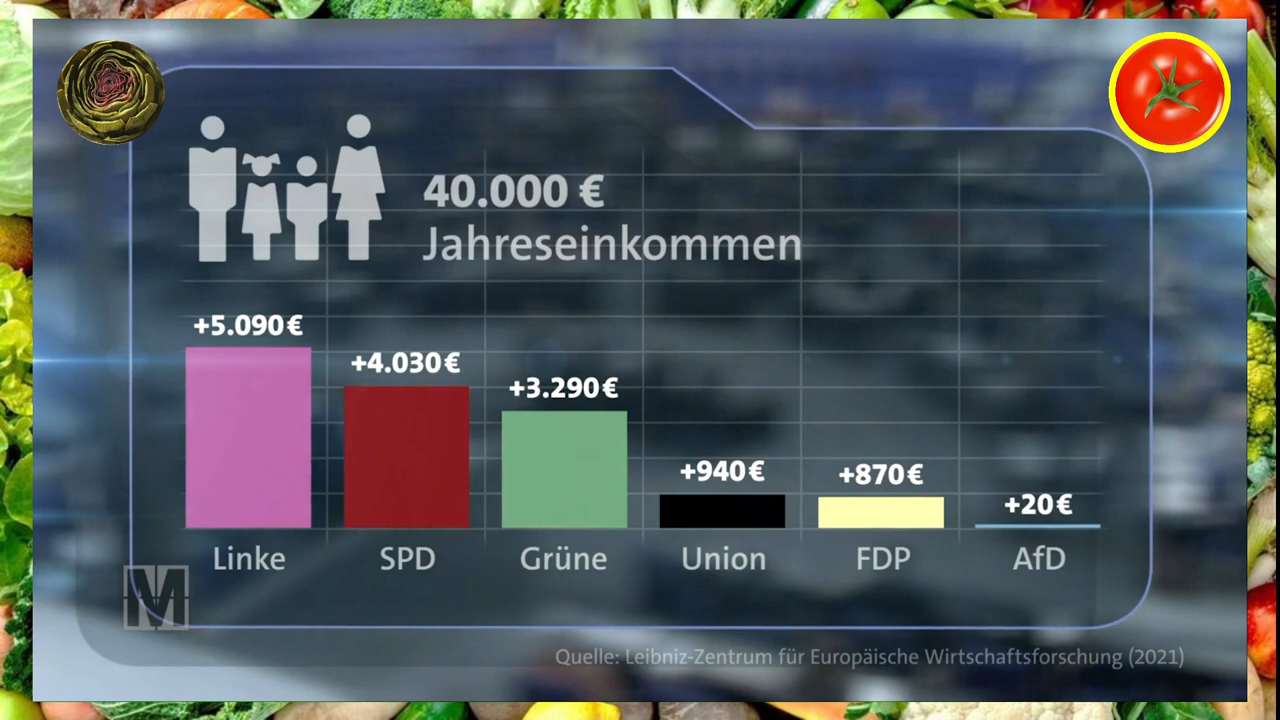 40.000 €
Jahreseinkommen
+5.090€
+4.030€
+3.290€
+940€
+870€
+20€
Linke
SPD
Grüne
Union
FDP
AfD
M
Quelle: Leibniz-Zentrum für Europäische Wirtschaftsforschung (2021)